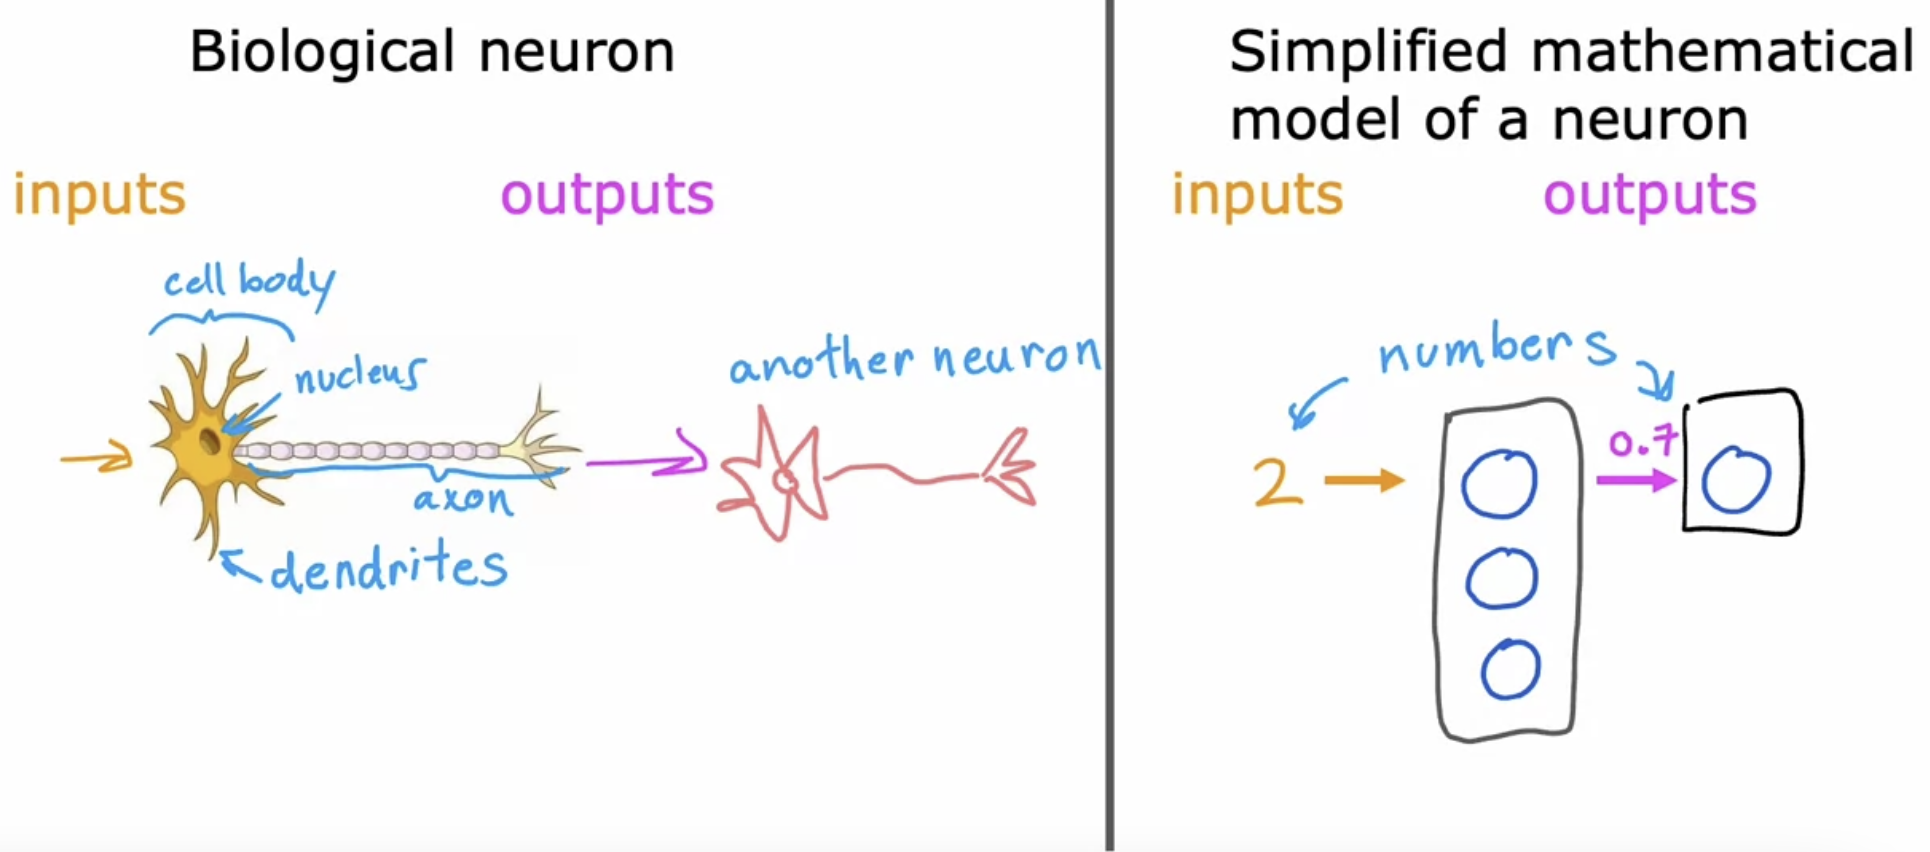 Biological neuron
inputs
outputs
cell body
nucleus
another neuron
axon
dendrites
Simplified mathematical
model of a neuron
inputs
outputs
numbers
0.7
2